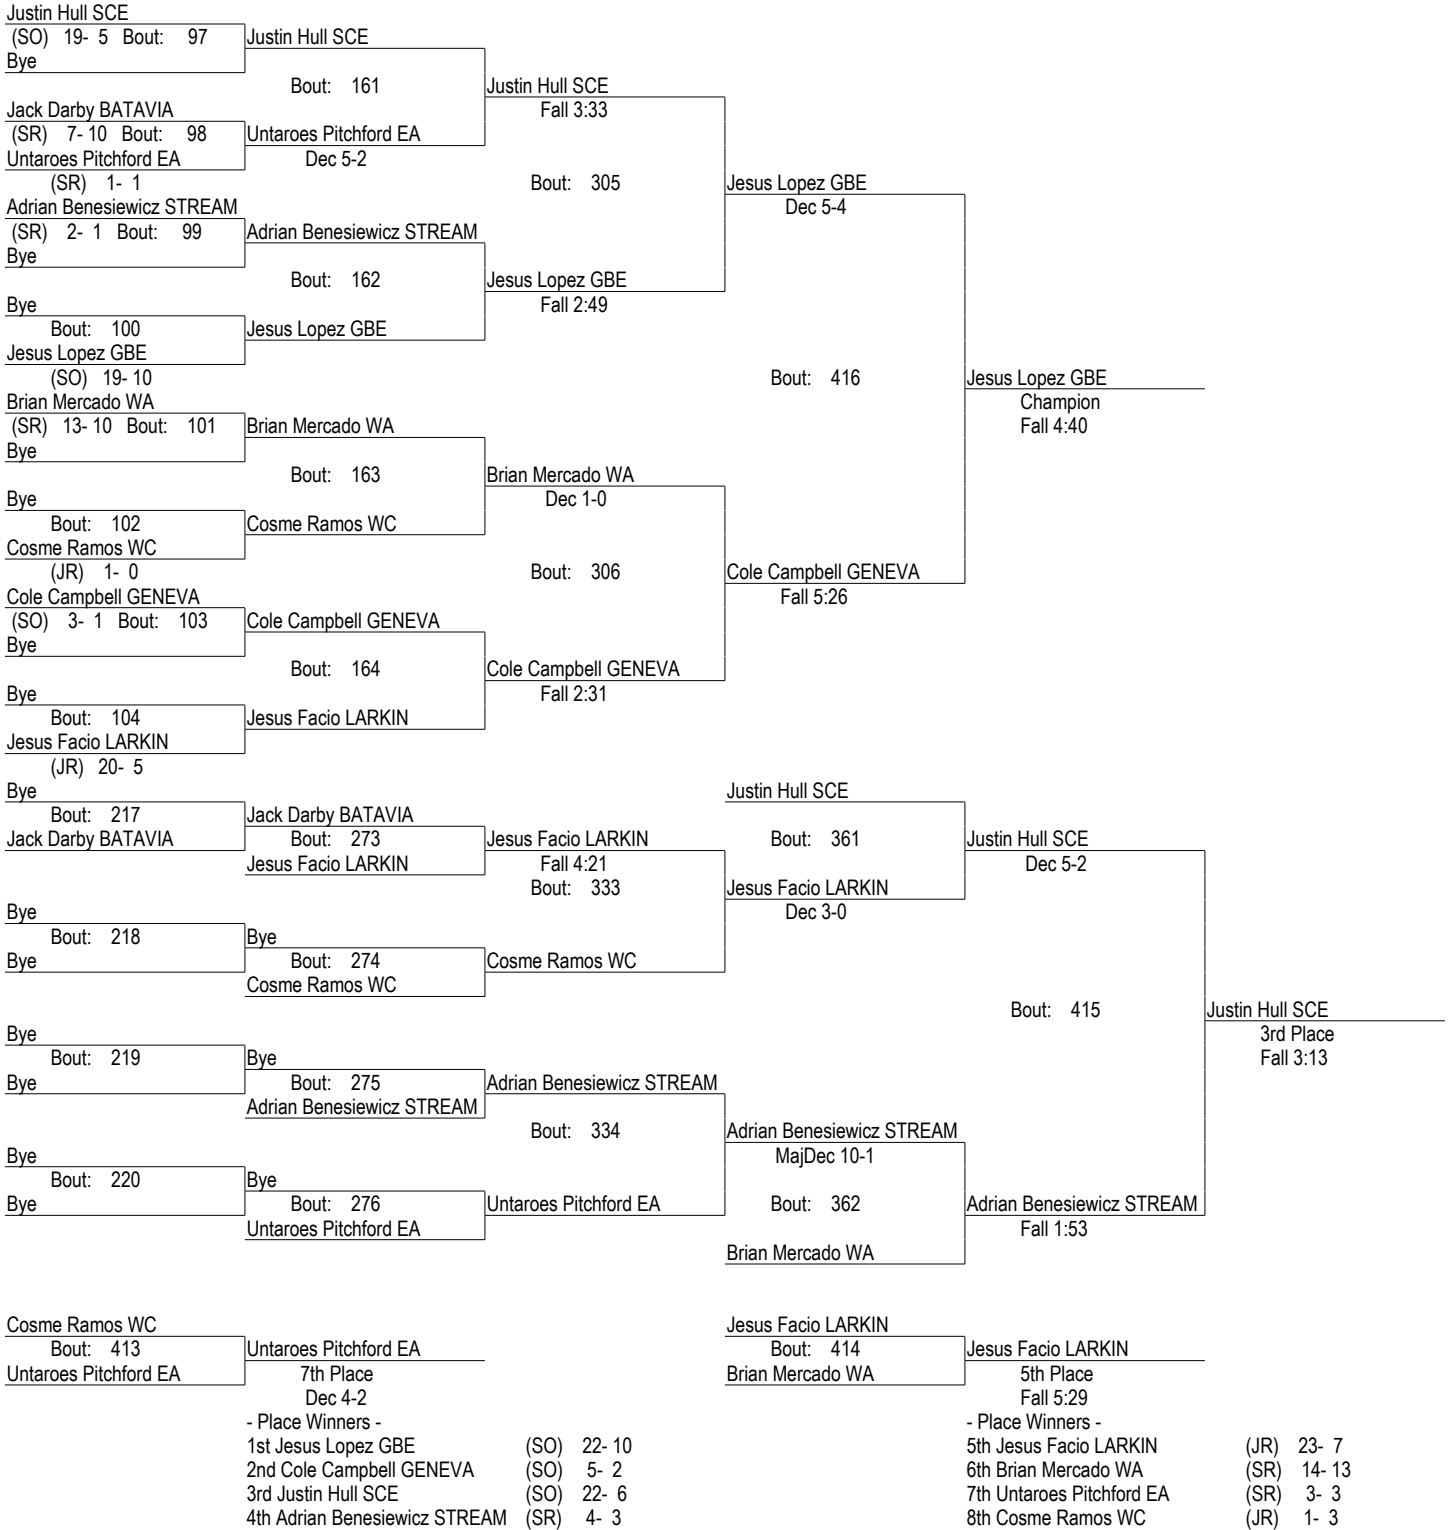 Justin Hull SCE
(SO) 19- 5 Bout: 97 Justin Hull SCE
Bye
Bout: 161 Justin Hull SCE
Jack Darby BATAVIA Fall 3:33
(SR) 7- 10 Bout: 98 Untaroes Pitchford EA
Untaroes Pitchford EA Dec 5-2
(SR) 1- 1 Bout: 305 Jesus Lopez GBE
Adrian Benesiewicz STREAM Dec 5-4
(SR) 2- 1 Bout: 99 Adrian Benesiewicz STREAM
Bye
Bout: 162 Jesus Lopez GBE
Bye Fall 2:49
Bout: 100 Jesus Lopez GBE
Jesus Lopez GBE
(SO) 19- 10 Bout: 416 Jesus Lopez GBE
Brian Mercado WA Champion
(SR) 13- 10 Bout: 101 Brian Mercado WA Fall 4:40
Bye
Bout: 163 Brian Mercado WA
Bye Dec 1-0
Bout: 102 Cosme Ramos WC
Cosme Ramos WC
(JR) 1- 0 Bout: 306 Cole Campbell GENEVA
Cole Campbell GENEVA Fall 5:26
(SO) 3- 1 Bout: 103 Cole Campbell GENEVA
Bye
Bout: 164 Cole Campbell GENEVA
Bye Fall 2:31
Bout: 104 Jesus Facio LARKIN
Jesus Facio LARKIN
(JR) 20- 5
Bye Justin Hull SCE
Bout: 217 Jack Darby BATAVIA
Jack Darby BATAVIA Bout: 273 Jesus Facio LARKIN Bout: 361 Justin Hull SCE
Jesus Facio LARKIN Fall 4:21 Dec 5-2
Bout: 333 Jesus Facio LARKIN
Bye Dec 3-0
Bout: 218 Bye
Bye Bout: 274 Cosme Ramos WC
Cosme Ramos WC
Bout: 415 Justin Hull SCE
Bye 3rd Place
Bout: 219 Bye Fall 3:13
Bye Bout: 275 Adrian Benesiewicz STREAM
Adrian Benesiewicz STREAM
Bout: 334 Adrian Benesiewicz STREAM
Bye MajDec 10-1
Bout: 220 Bye
Bye Bout: 276 Untaroes Pitchford EA Bout: 362 Adrian Benesiewicz STREAM
Untaroes Pitchford EA Fall 1:53
Brian Mercado WA
Cosme Ramos WC Jesus Facio LARKIN
Bout: 413 Untaroes Pitchford EA Bout: 414 Jesus Facio LARKIN
Untaroes Pitchford EA 7th Place Brian Mercado WA 5th Place
Dec 4-2 Fall 5:29
- Place Winners - - Place Winners -
1st Jesus Lopez GBE (SO) 22- 10 5th Jesus Facio LARKIN (JR) 23- 7
2nd Cole Campbell GENEVA (SO) 5- 2 6th Brian Mercado WA (SR) 14- 13
3rd Justin Hull SCE (SO) 22- 6 7th Untaroes Pitchford EA (SR) 3- 3
4th Adrian Benesiewicz STREAM (SR) 4- 3 8th Cosme Ramos WC (JR) 1- 3